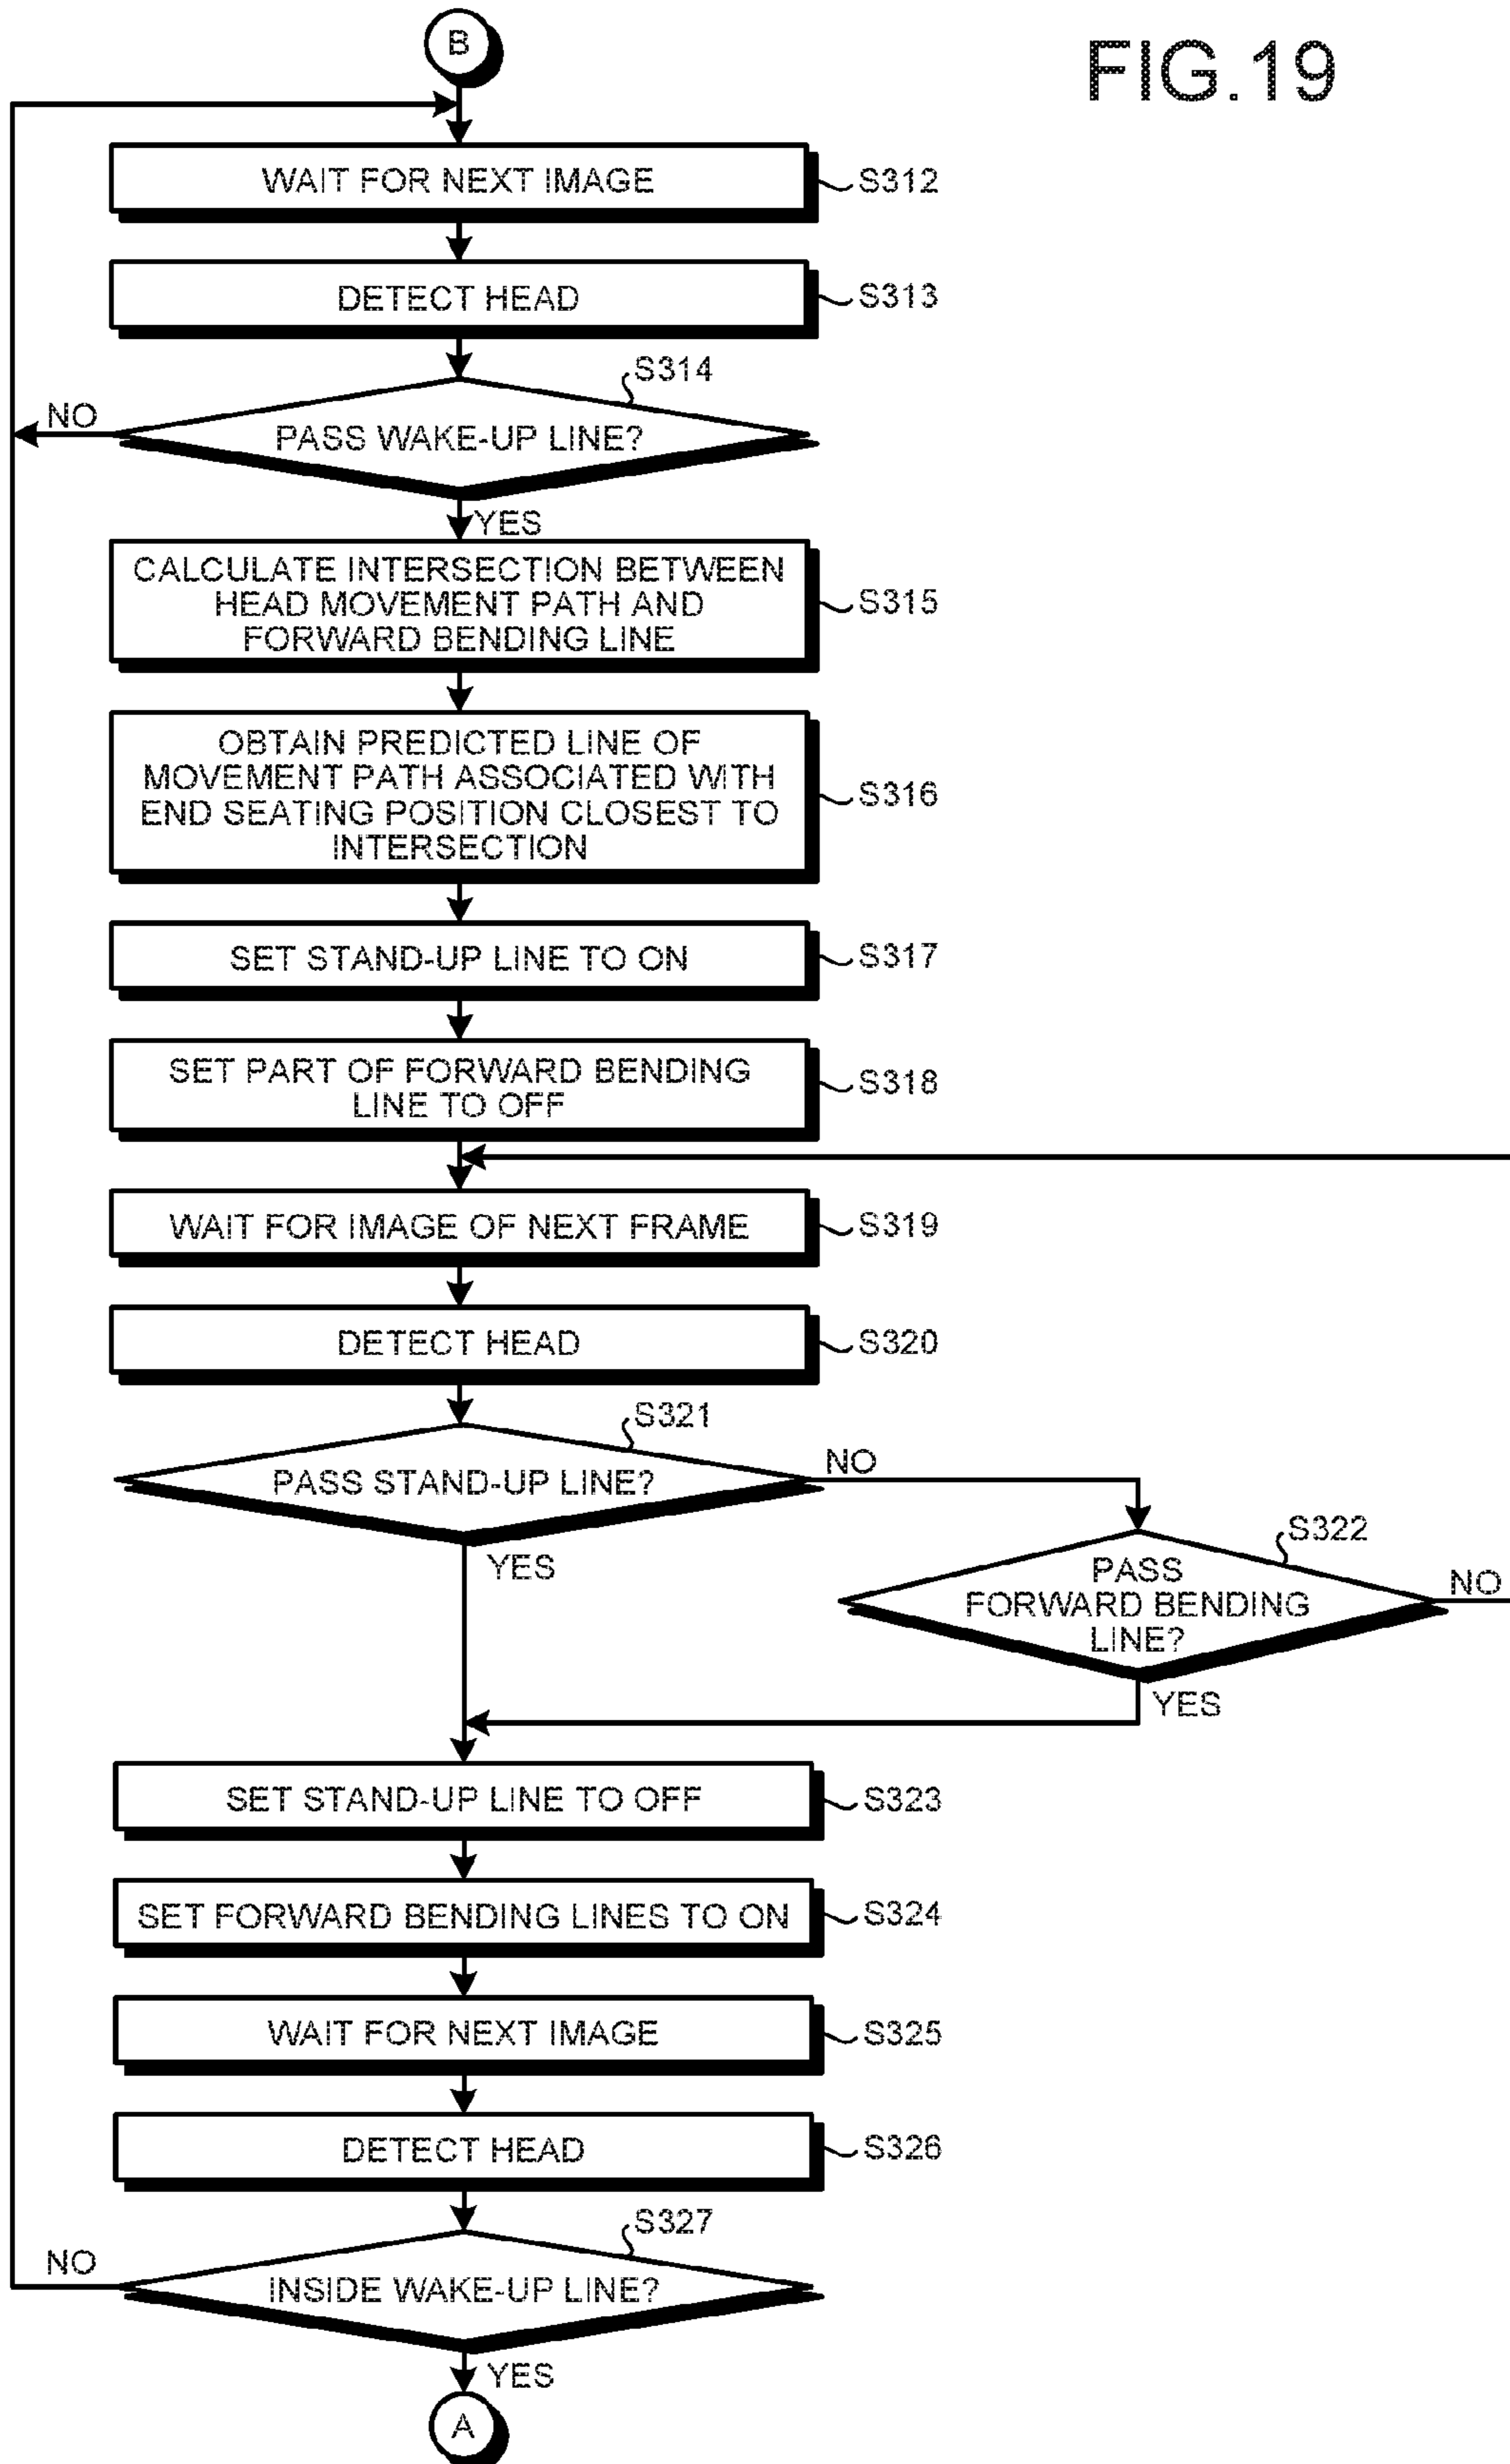 FIG.19
B
WAIT FOR NEXT IMAGE
S312
DETECT HEAD
S313
S314
NO
PASS WAKE-UP LINE?
YES
CALCULATE INTERSECTION BETWEEN
HEAD MOVEMENT PATH AND
FORWARD BENDING LINE
S315
OBTAIN PREDICTED LINE OF
MOVEMENT PATH ASSOCIATED WITH
END SEATING POSITION CLOSEST TO
INTERSECTION
S316
SET STAND-UP LINE TO ON
S317
SET PART OF FORWARD BENDING
LINE TO OFF
S318
WAIT FOR IMAGE OF NEXT FRAME
S319
DETECT HEAD
S320
S321
PASS STAND-UP LINE?
NO
YES
S322
PASS
FORWARD BENDING
LINE?
NO
YES
SET STAND-UP LINE TO OFF
S323
SET FORWARD BENDING LINES TO ON
S324
WAIT FOR NEXT IMAGE
S325
DETECT HEAD
S326
S327
NO
INSIDE WAKE-UP LINE?
YES
A